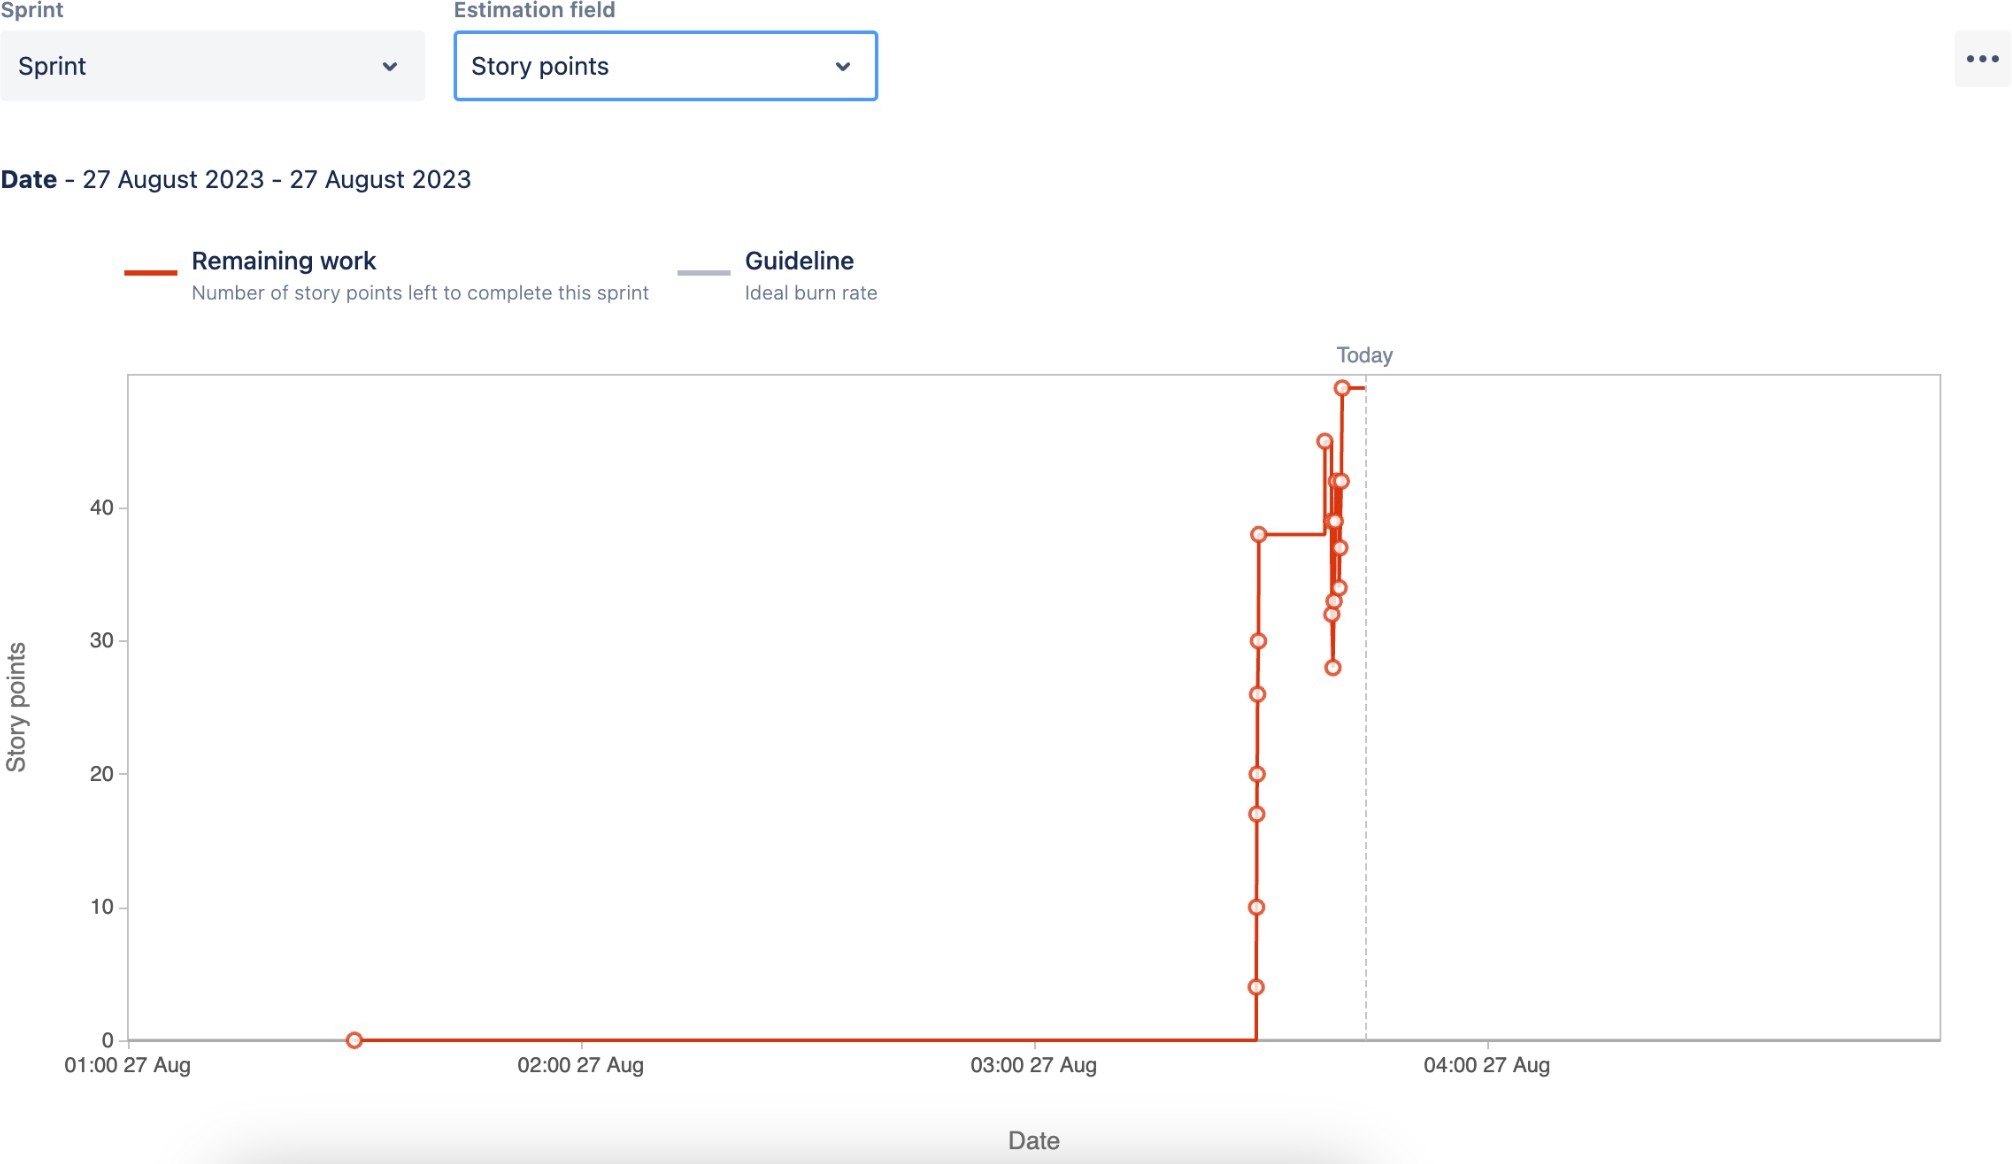 Sprint
Estimation field
Sprint
Story points
Date - 27 August 2023 - 27 August 2023
Remaining work
Number of story points left to complete this sprint
Guideline
Ideal burn rate
Today
40
30
20
10
0
Story points
01:00 27 Aug
02:00 27 Aug
03:00 27 Aug
04:00 27 Aug
Date